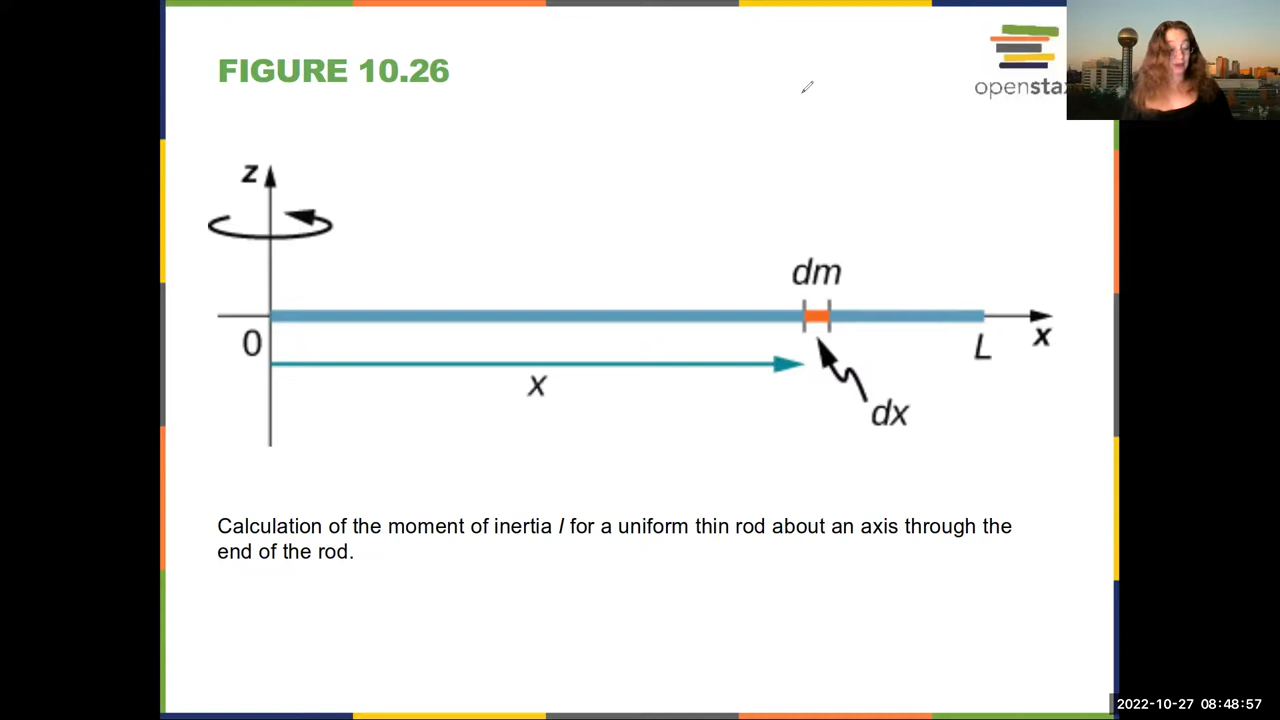 FIGURE 10.26
openstax
z
dm
0
x
L
x
dx
Calculation of the moment of inertia I for a uniform thin rod about an axis through the
end of the rod.
2022-10-27 08:48:57